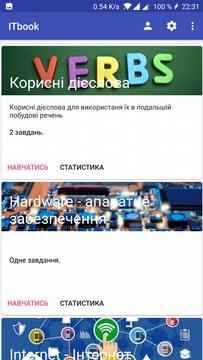 0.54 K/s 100 % 22:31
ITbook
VERBS
Корисні дієслова
Корисні дієслова для використаня їх в подальшій
побудові речень
2 завдань.
НАВЧАТИСЬ СТАТИСТИКА
Hardware - апаратне
забезпечення
Одне завдання.
НАВЧАТИСЬ СТАТИСТИКА
Internet - Інтернет